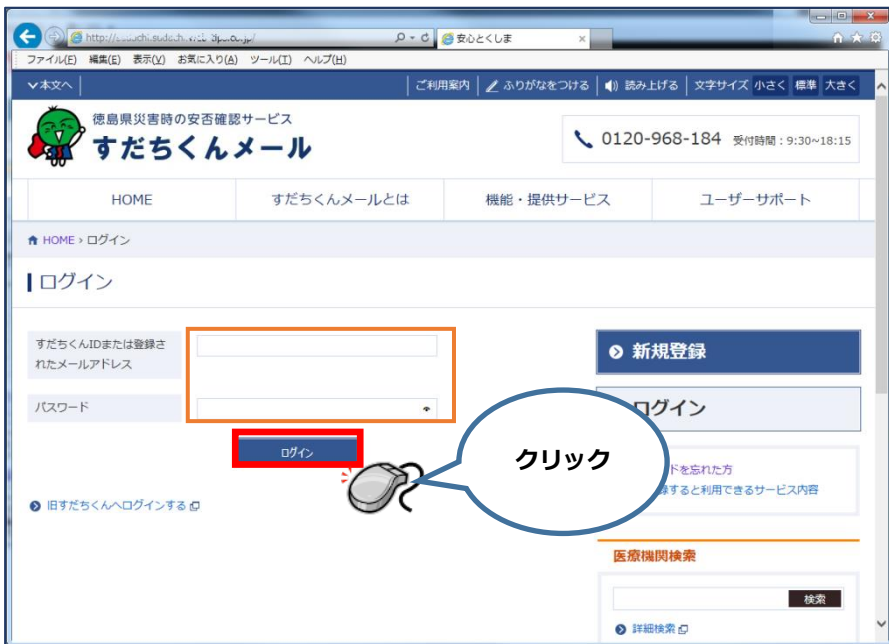 安心とくしま
ファイル(F) 編集(E) 表示(V) お気に入り(A) ツール(T) ヘルプ(H)
本文へ ご利用案内 ふりがなをつける 読み上げる 文字サイズ 小さく 標準 大きく
徳島県災害時の安否確認サービス
すだちくんメール
0120-968-184 受付時間:9:30~18:15
HOME すだちくんメールとは 機能・提供サービス ユーザーサポート
HOME › ログイン
ログイン
すだちくんIDまたは登録さ
れたメールアドレス
パスワード
ログイン
旧すだちくんへログインする
クリック
新規登録
ログイン
ドを忘れた方
録すると利用できるサービス内容
医療機関検索
検索
詳細検索